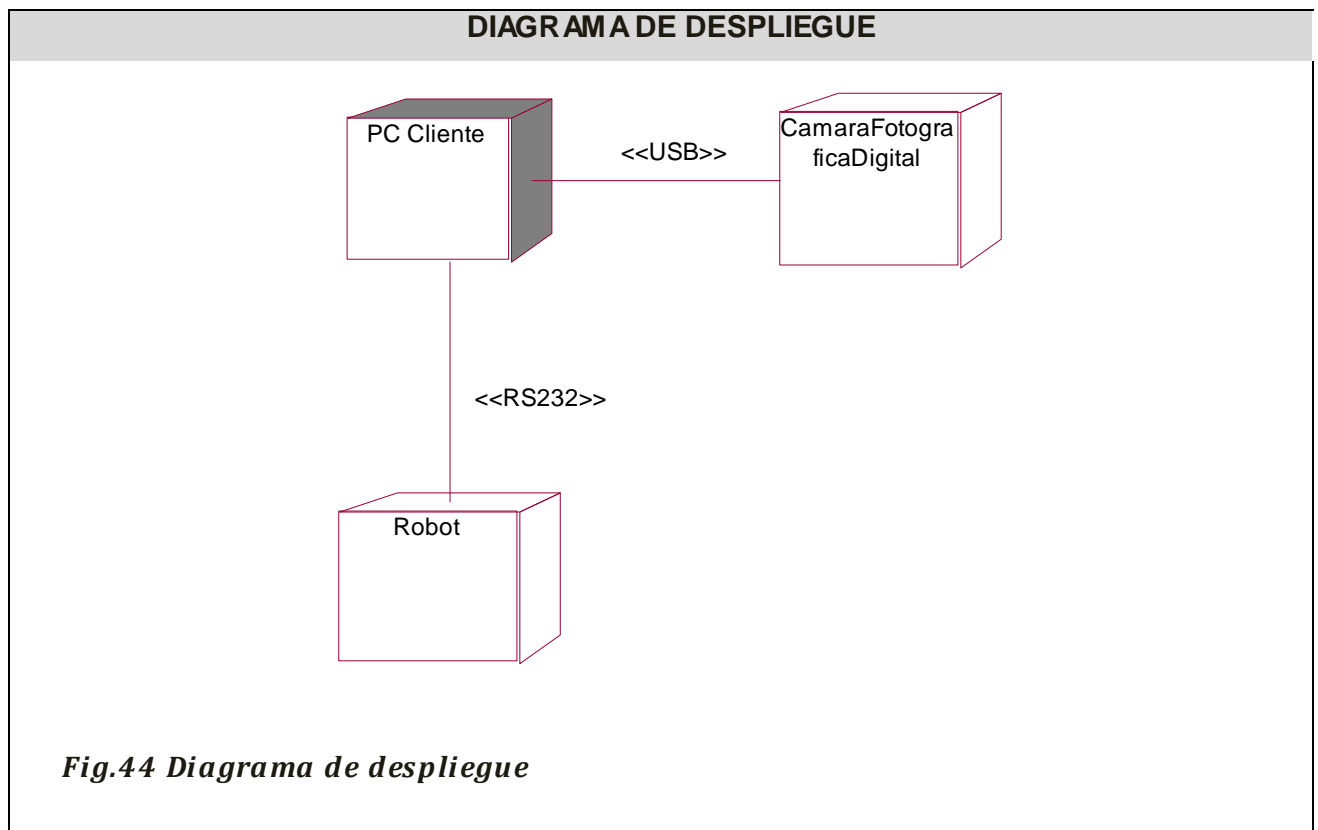 DIAGRAMA DE DESPLIEGUE
PC Cliente
<<USB>>
CamaraFotogra
ficaDigital
<<RS232>>
Robot
Fig.44 Diagrama de despliegue